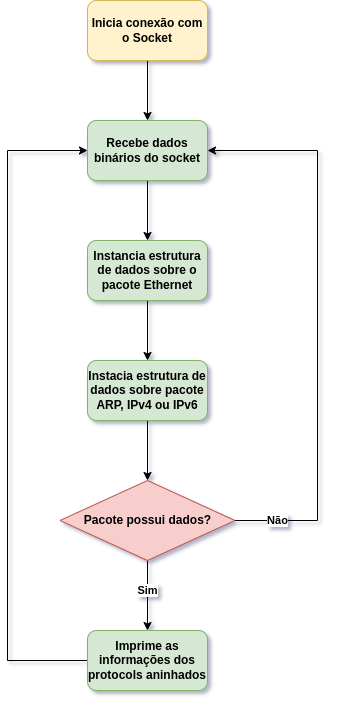 Inicia conexão com
o Socket
Recebe dados
binários do socket
Instancia estrutura
de dados sobre o
pacote Ethernet
Instacia estrutura de
dados sobre pacote
ARP, IPv4 ou IPv6
Pacote possui dados?
Não
Sim
Imprime as
informações dos
protocols aninhados